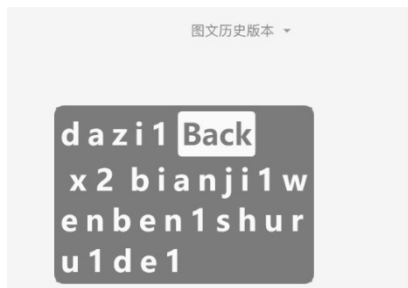 图文历史版本
dazi1 Back
x2 bianji1w
enben1shur
u1de1